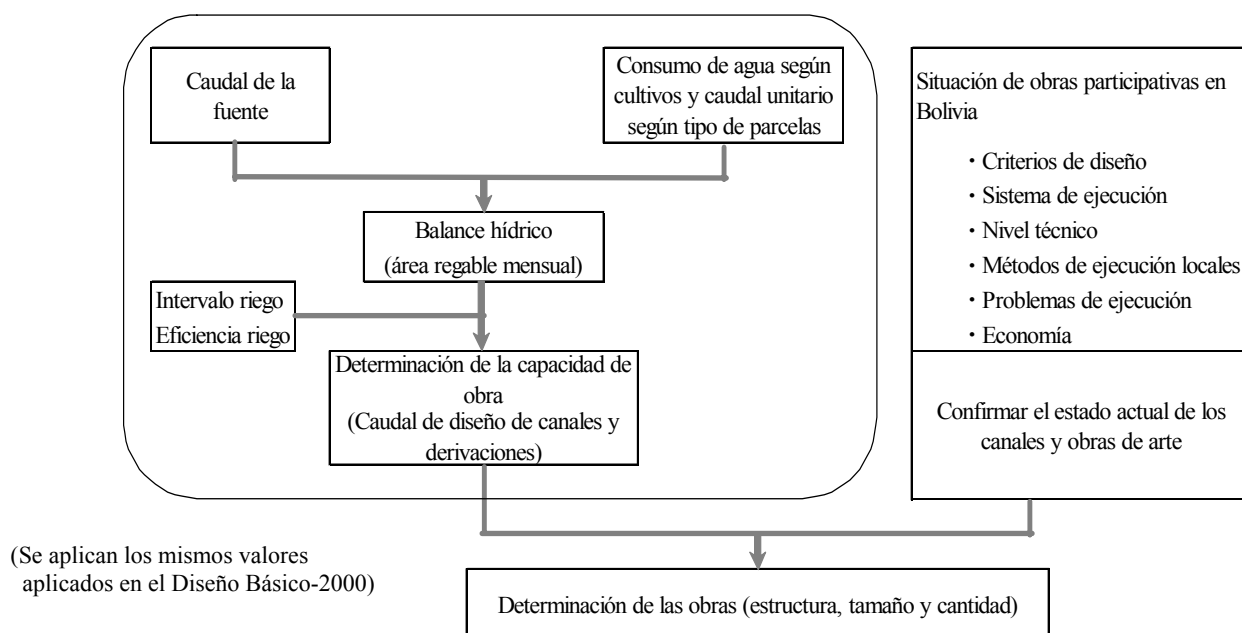 Caudal de la
fuente
Consumo de agua según
cultivos y caudal unitario
según tipo de parcelas
Situación de obras participativas en
Bolivia
・Criterios de diseño
・Sistema de ejecución
・Nivel técnico
・Métodos de ejecución locales
・Problemas de ejecución
・Economía
Balance hídrico
(área regable mensual)
Intervalo riego
Eficiencia riego
Determinación de la capacidad de
obra
(Caudal de diseño de canales y
derivaciones)
Confirmar el estado actual de los
canales y obras de arte
(Se aplican los mismos valores
aplicados en el Diseño Básico-2000)
Determinación de las obras (estructura, tamaño y cantidad)